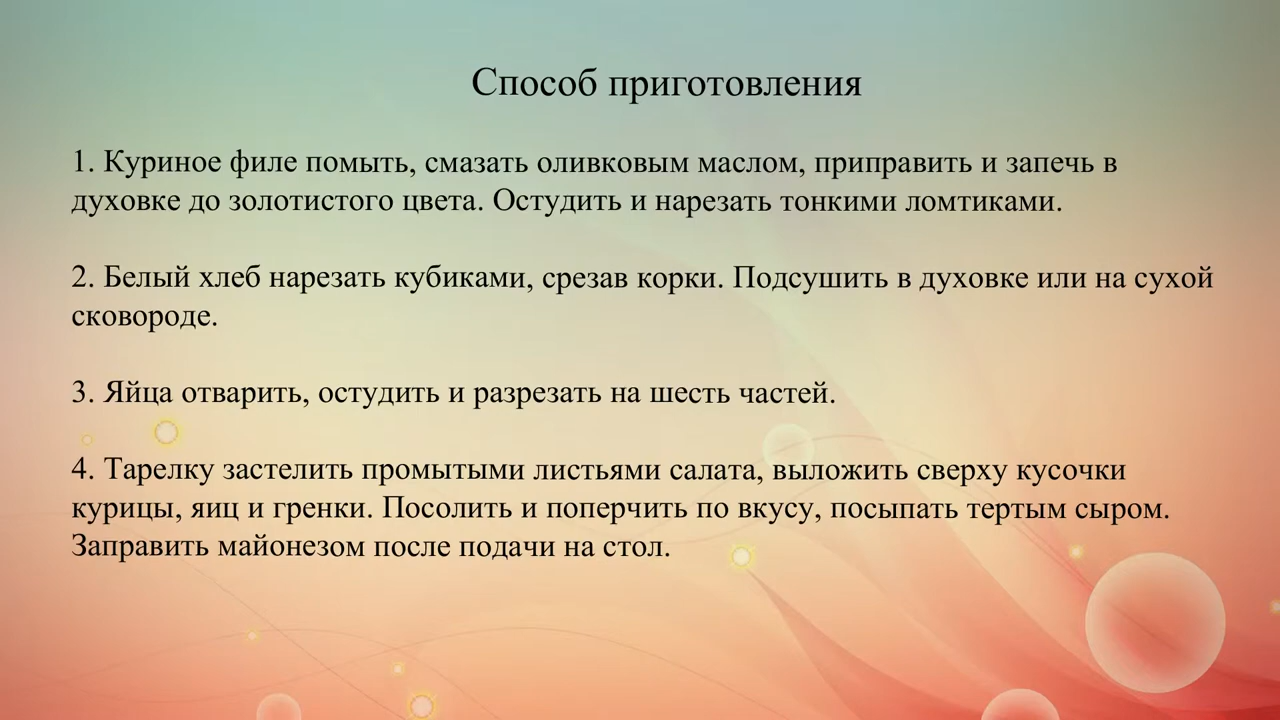 Способ приготовления
1. Куриное филе помыть, смазать оливковым маслом, приправить и запечь в
духовке до золотистого цвета. Остудить и нарезать тонкими ломтиками.
2. Белый хлеб нарезать кубиками, срезав корки. Подсушить в духовке или на сухой
сковороде.
3. Яйца отварить, остудить и разрезать на шесть частей.
4. Тарелку застелить промытыми листьями салата, выложить сверху кусочки
курицы, яиц и гренки. Посолить и поперчить по вкусу, посыпать тертым сыром.
Заправить майонезом после подачи на стол.